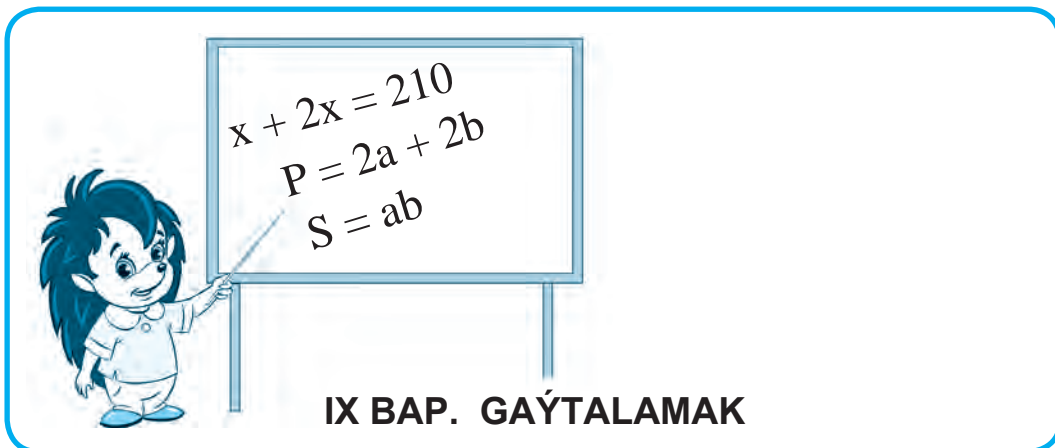 x + 2x = 210
P = 2a + 2b
S = ab
IX BAP. GAÝTALAMAK